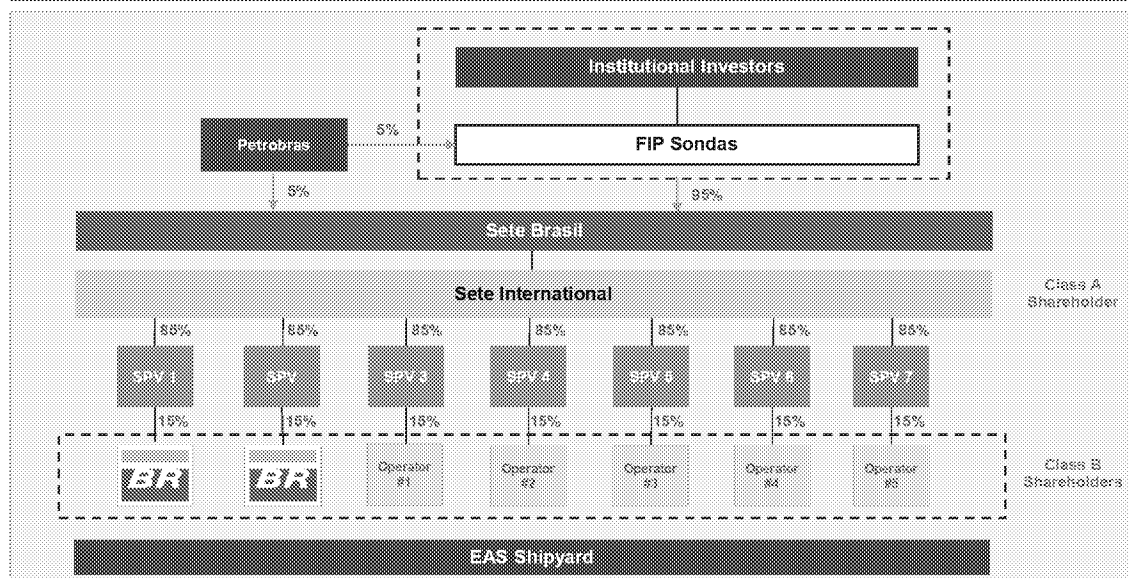 Institutional Investors
Petrobras
5%
FIP Sondas
5%
95%
Sete Brasil
Sete International
Class A
Shareholder
85% 85% 85% 85% 85% 85% 85%
SPV 1 SPV SPV 3 SPV 4 SPV 5 SPV 6 SPV 7
15% 15% 15% 15% 15% 15% 15%
BR BR Operator #1 Operator #2 Operator #3 Operator #4 Operator #5
Class B
Shareholders
EAS Shipyard